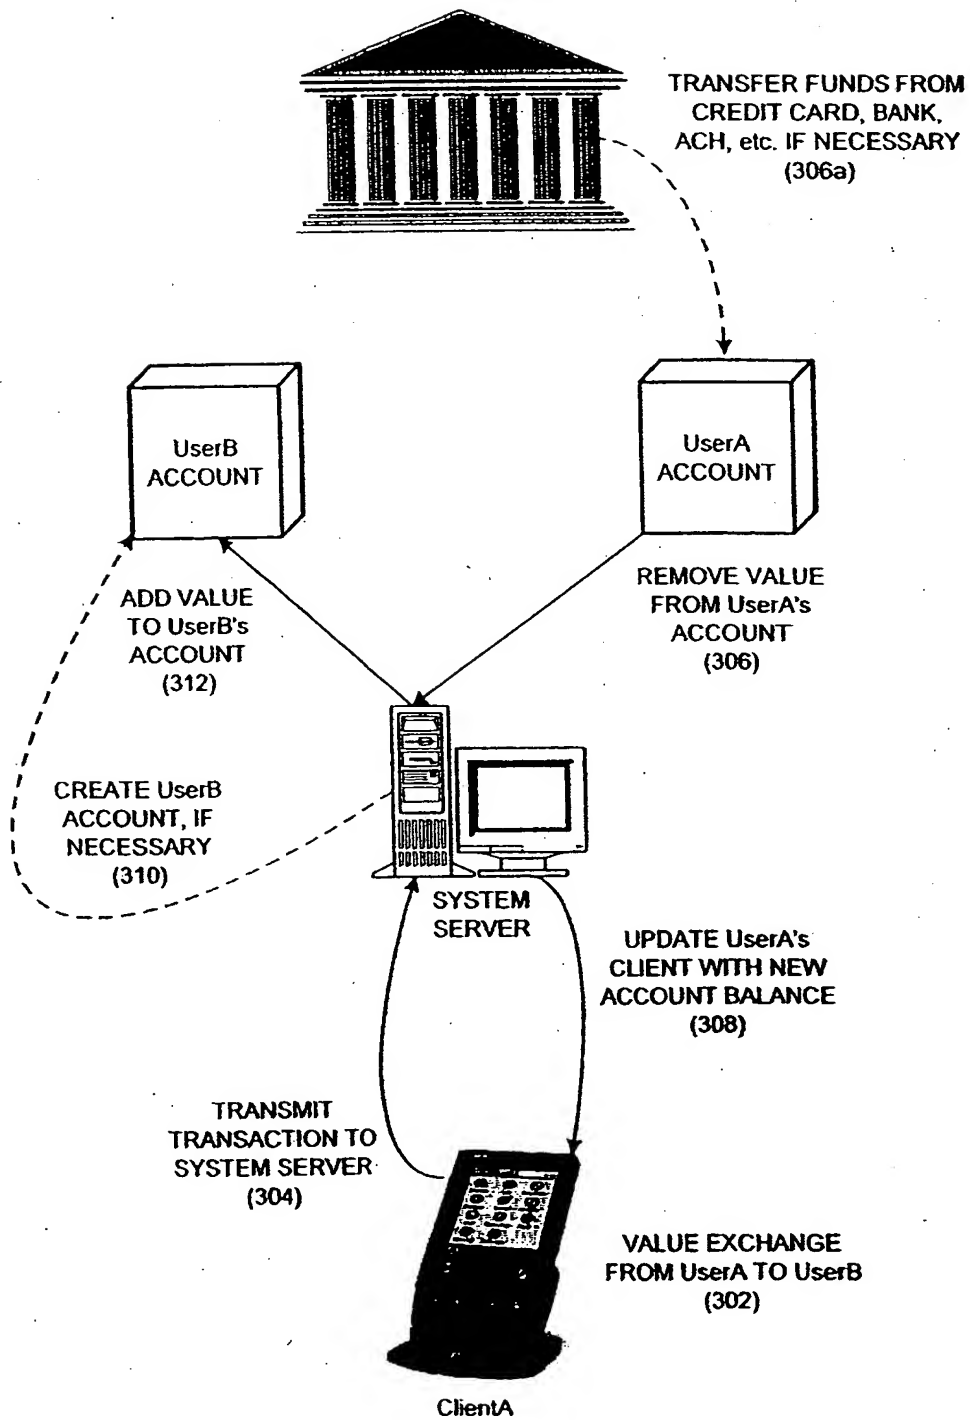 TRANSFER FUNDS FROM
CREDIT CARD, BANK,
ACH, etc. IF NECESSARY
(306a)
UserB
ACCOUNT
UserA
ACCOUNT
ADD VALUE
TO UserB's
ACCOUNT
(312)
REMOVE VALUE
FROM UserA's
ACCOUNT
(306)
CREATE UserB
ACCOUNT, IF
NECESSARY
(310)
SYSTEM
SERVER
UPDATE UserA's
CLIENT WITH NEW
ACCOUNT BALANCE
(308)
TRANSMIT
TRANSACTION TO
SYSTEM SERVER
(304)
VALUE EXCHANGE
FROM UserA TO UserB
(302)
ClientA